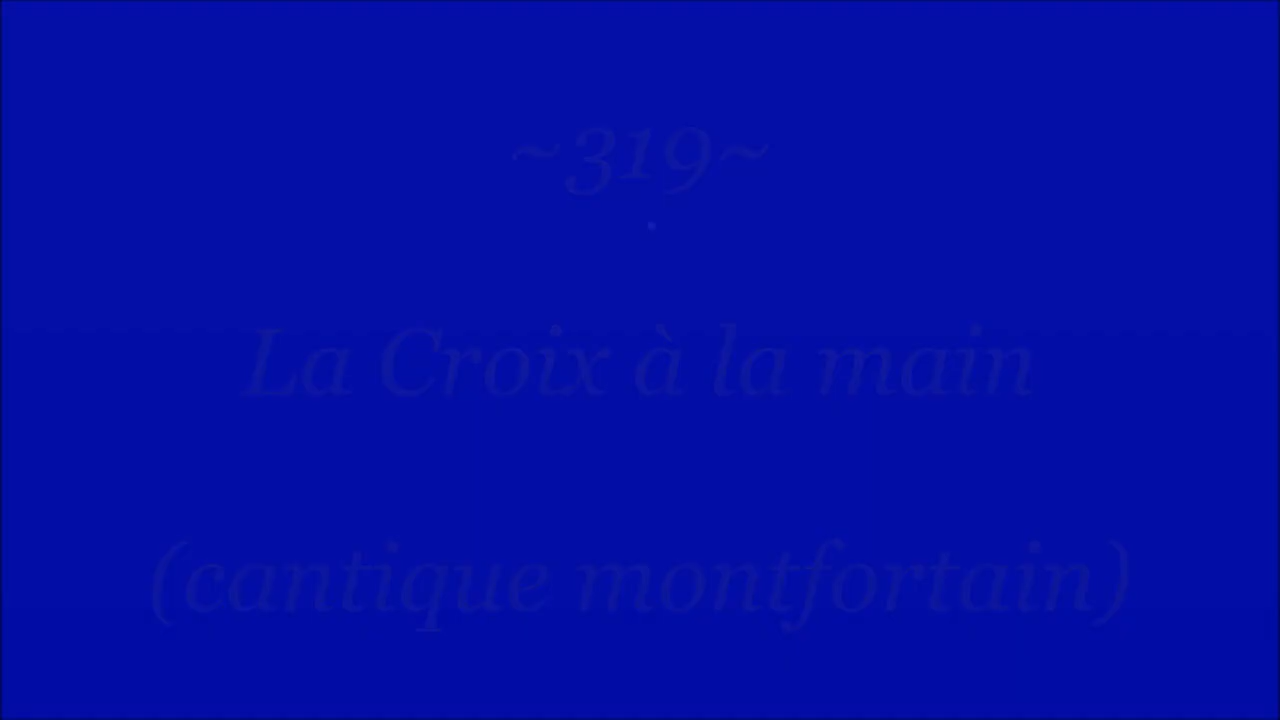 ~319~
.
La Croix à la main
(cantique montfortain)